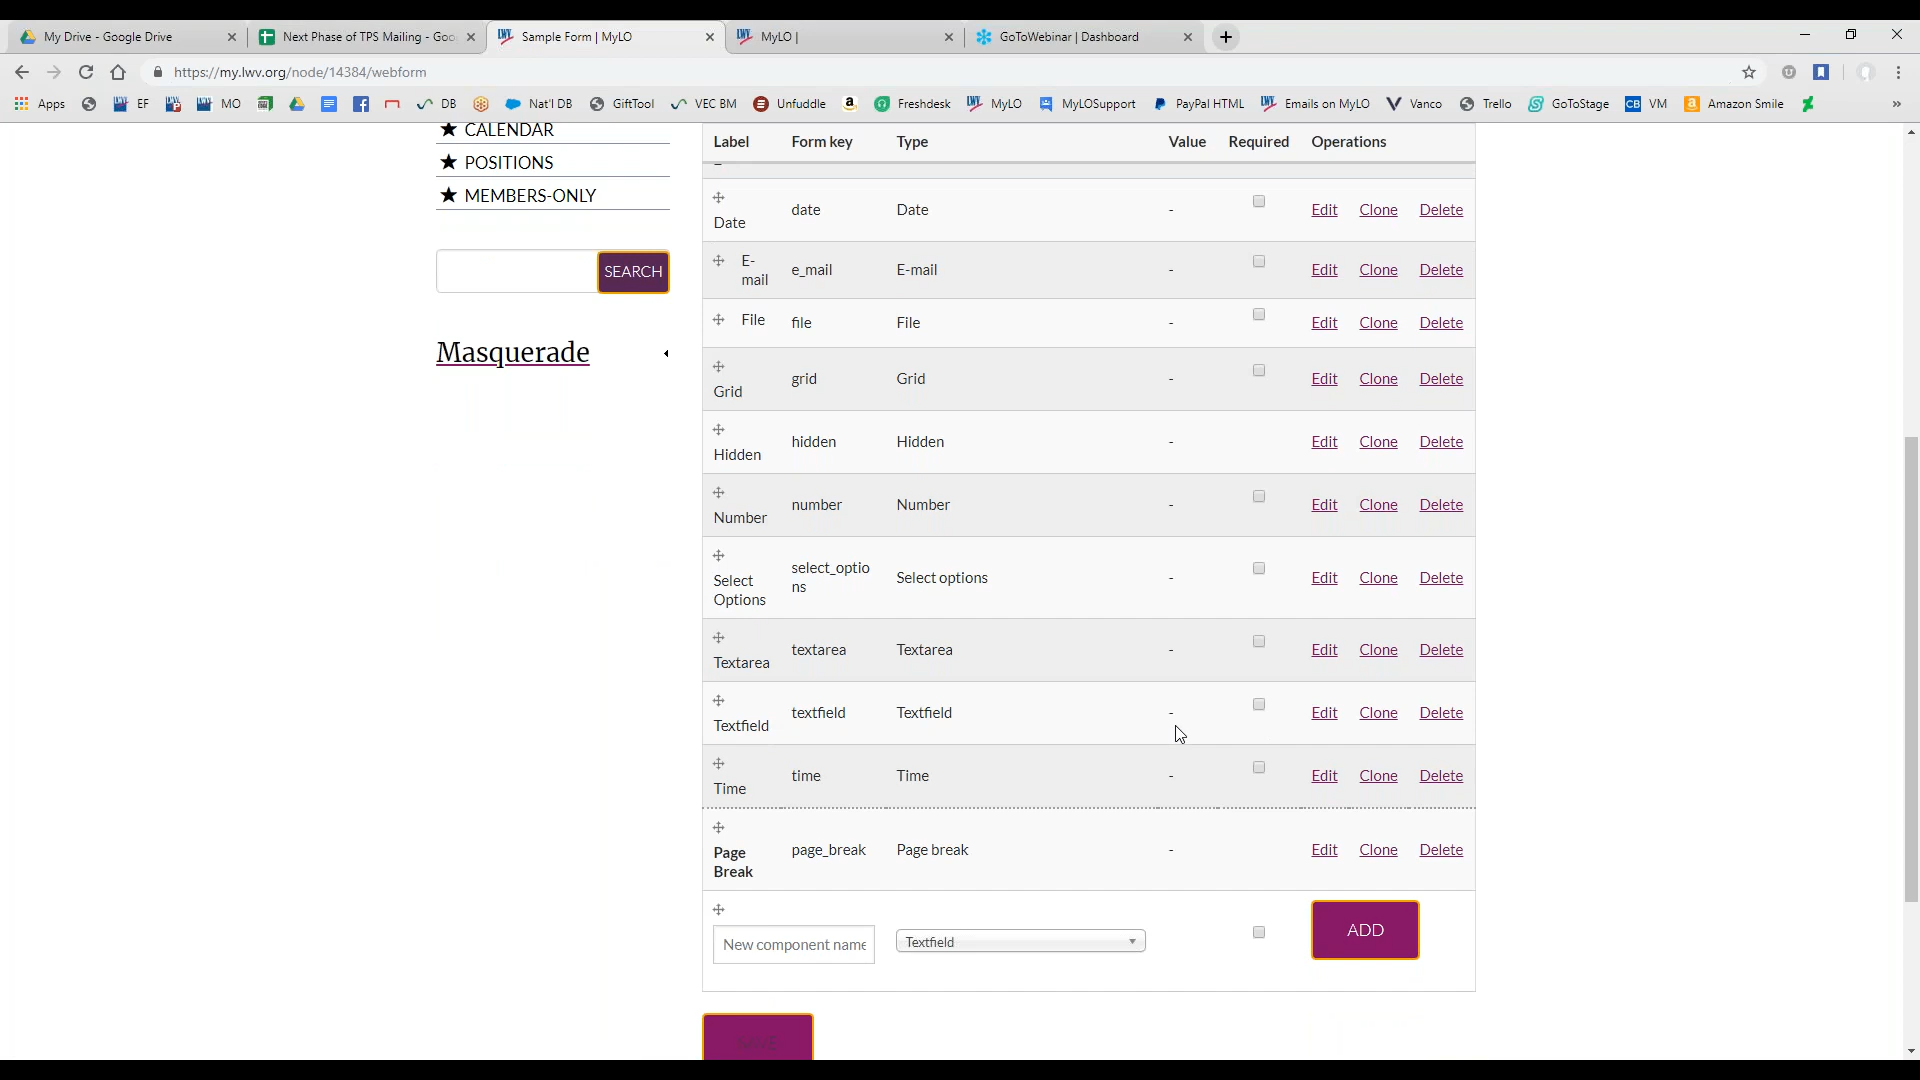 My Drive - Google Drive
Next Phase of TPS Mailing - Goo
Sample Form | MyLO
MyLO |
GoToWebinar | Dashboard
https://my.lwv.org/node/14384/webform
Apps EF MO DB Nat'l DB GiftTool VEC BM Unfuddle Freshdesk MyLO MyLOSupport PayPal HTML Emails on MyLO Vanco Trello GoToStage CB VM Amazon Smile
CALENDAR
POSITIONS
MEMBERS-ONLY
SEARCH
Masquerade
Label Form key Type Value Required Operations
Date date Date - Edit Clone Delete
E-
mail e_mail E-mail - Edit Clone Delete
File file File - Edit Clone Delete
Grid grid Grid - Edit Clone Delete
Hidden hidden Hidden - Edit Clone Delete
Number number Number - Edit Clone Delete
Select
Options select_optio
ns Select options - Edit Clone Delete
Textarea textarea Textarea - Edit Clone Delete
Textfield textfield Textfield - Edit Clone Delete
Time time Time - Edit Clone Delete
Page
Break page_break Page break - Edit Clone Delete
New component name Textfield ADD
SAVE